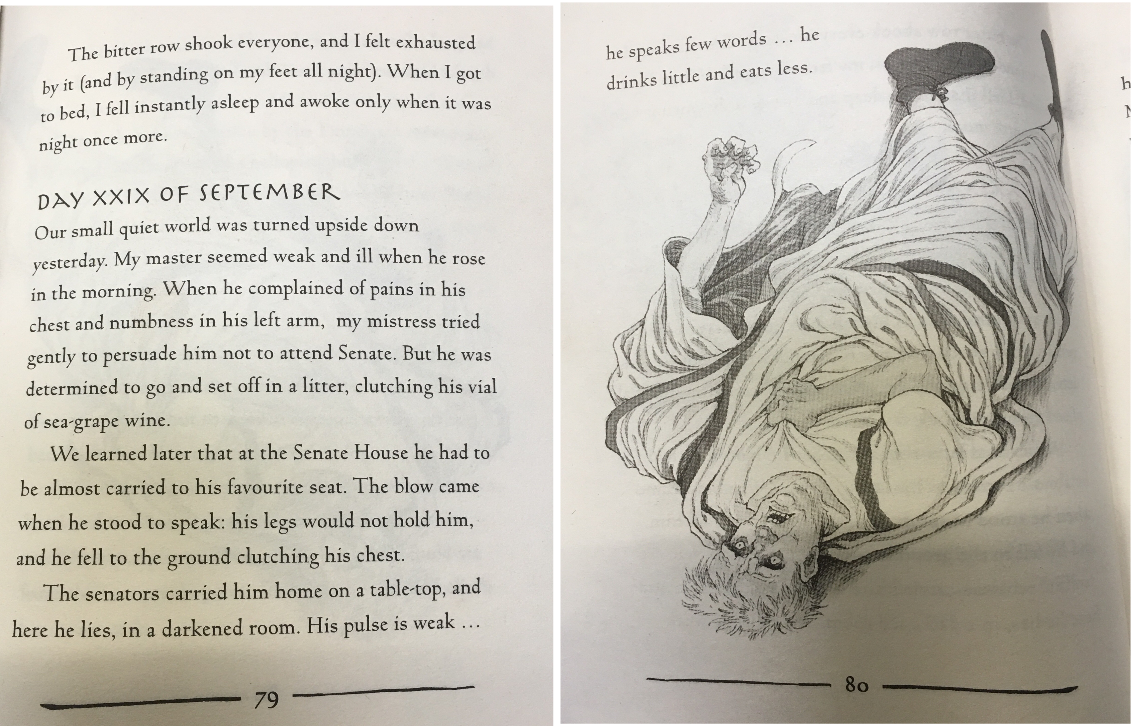 The bitter row shook everyone, and I felt exhausted
by it (and by standing on my feet all night). When I got
to bed, I fell instantly asleep and awoke only when it was
night once more.
DAY XXIX OF SEPTEMBER
Our small quiet world was turned upside down
yesterday. My master seemed weak and ill when he rose
in the morning. When he complained of pains in his
chest and numbness in his left arm, my mistress tried
gently to persuade him not to attend Senate. But he was
determined to go and set off in a litter, clutching his vial
of sea-grape wine.
We learned later that at the Senate House he had to
be almost carried to his favourite seat. The blow came
when he stood to speak: his legs would not hold him,
and he fell to the ground clutching his chest.
The senators carried him home on a table-top, and
here he lies, in a darkened room. His pulse is weak ...
79
he speaks few words ... he
drinks little and eats less.
80